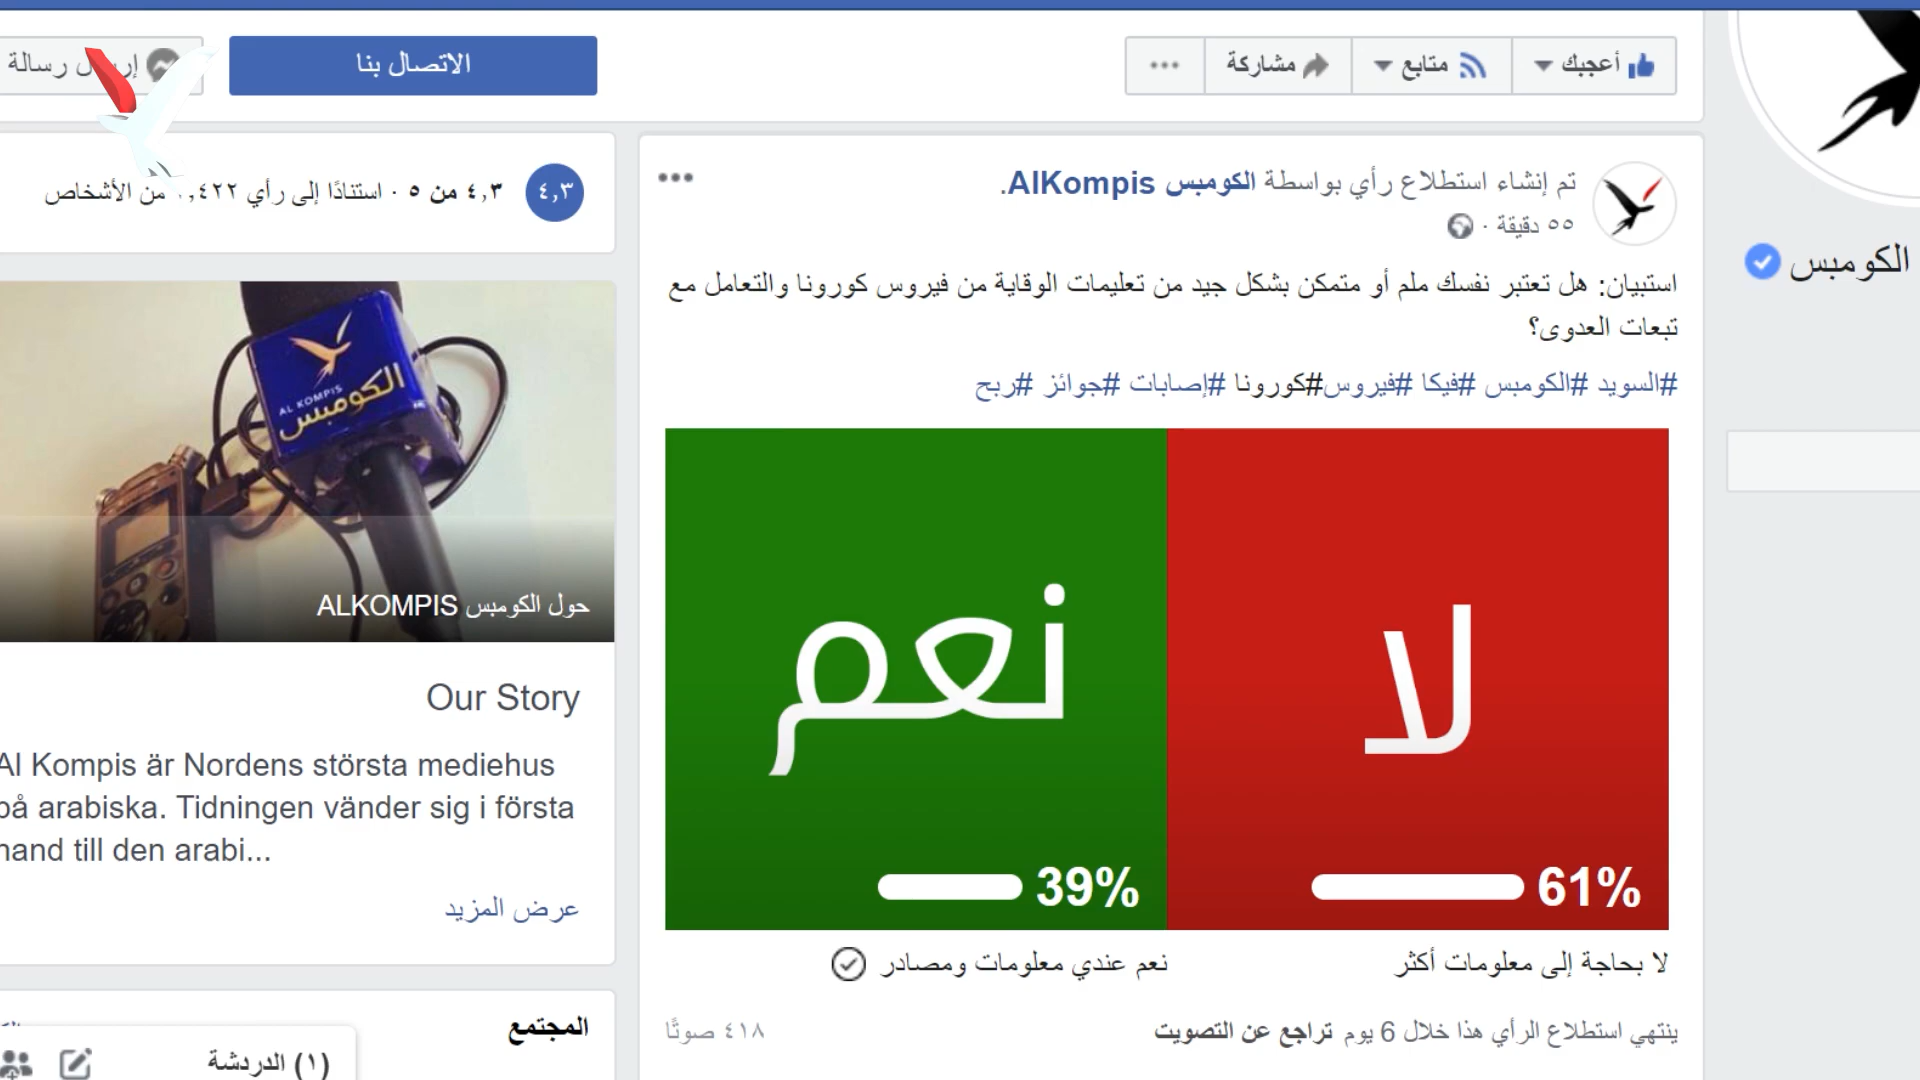 أعجبك
متابع
مشاركة
الاتصال بنا
رسالة
الكومبس
تم إنشاء استطلاع رأي بواسطة الكومبس AlKompis.
٥٥ دقيقة ·
استبيان: هل تعتبر نفسك ملم أو متمكن بشكل جيد من تعليمات الوقاية من فيروس كورونا والتعامل مع
تبعات العدوى؟
#السويد #الكومبس #فيكا #فيروس#كورونا #إصابات #جوائز #ربح
لا
نعم
61%
39%
لا بحاجة إلى معلومات أكثر
نعم عندي معلومات ومصادر
ينتهي استطلاع الرأي هذا خلال 6 يوم تراجع عن التصويت
٤١٨ صوتًا
٤,٣
٤,٣ من ٥ · استنادًا إلى رأي ٤٢٢,
من الأشخاص
AL KOMPIS
الكومبس
حول الكومبس ALKOMPIS
Our Story
Al Kompis är Nordens största mediehus
på arabiska. Tidningen vänder sig i första
hand till den arabi...
عرض المزيد
المجتمع
الدردشة (١)